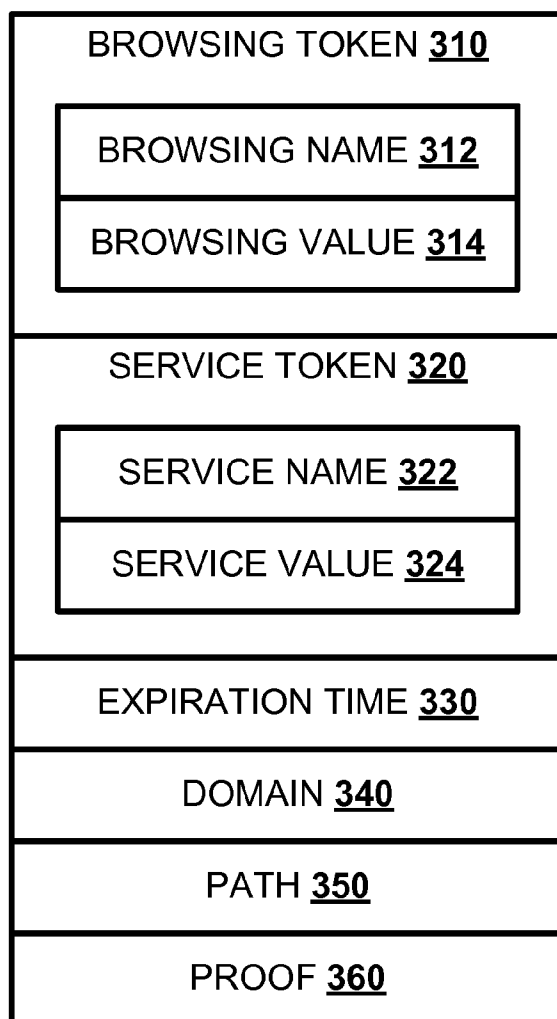 BROWSING TOKEN 310
BROWSING NAME 312
BROWSING VALUE 314
SERVICE TOKEN 320
SERVICE NAME 322
SERVICE VALUE 324
EXPIRATION TIME 330
DOMAIN 340
PATH 350
PROOF 360